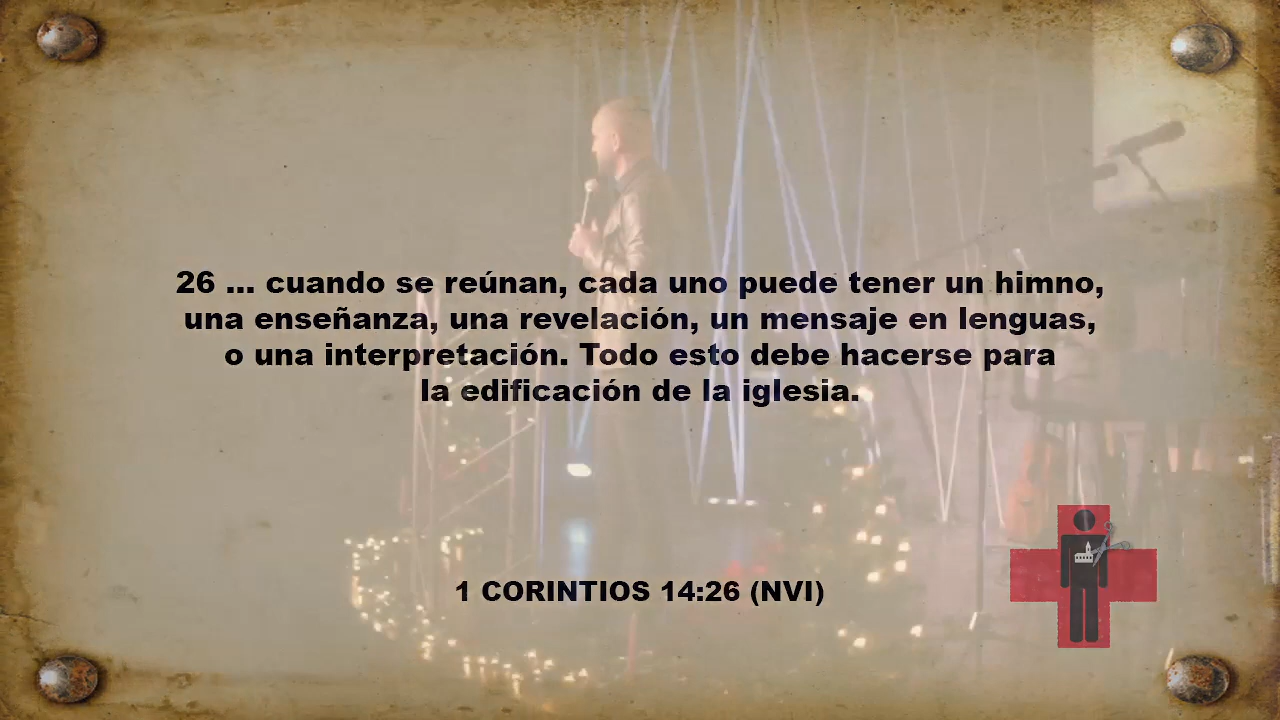 26 ... cuando se reúnan, cada uno puede tener un himno,
una enseñanza, una revelación, un mensaje en lenguas,
o una interpretación. Todo esto debe hacerse para
la edificación de la iglesia.
1 CORINTIOS 14:26 (NVI)